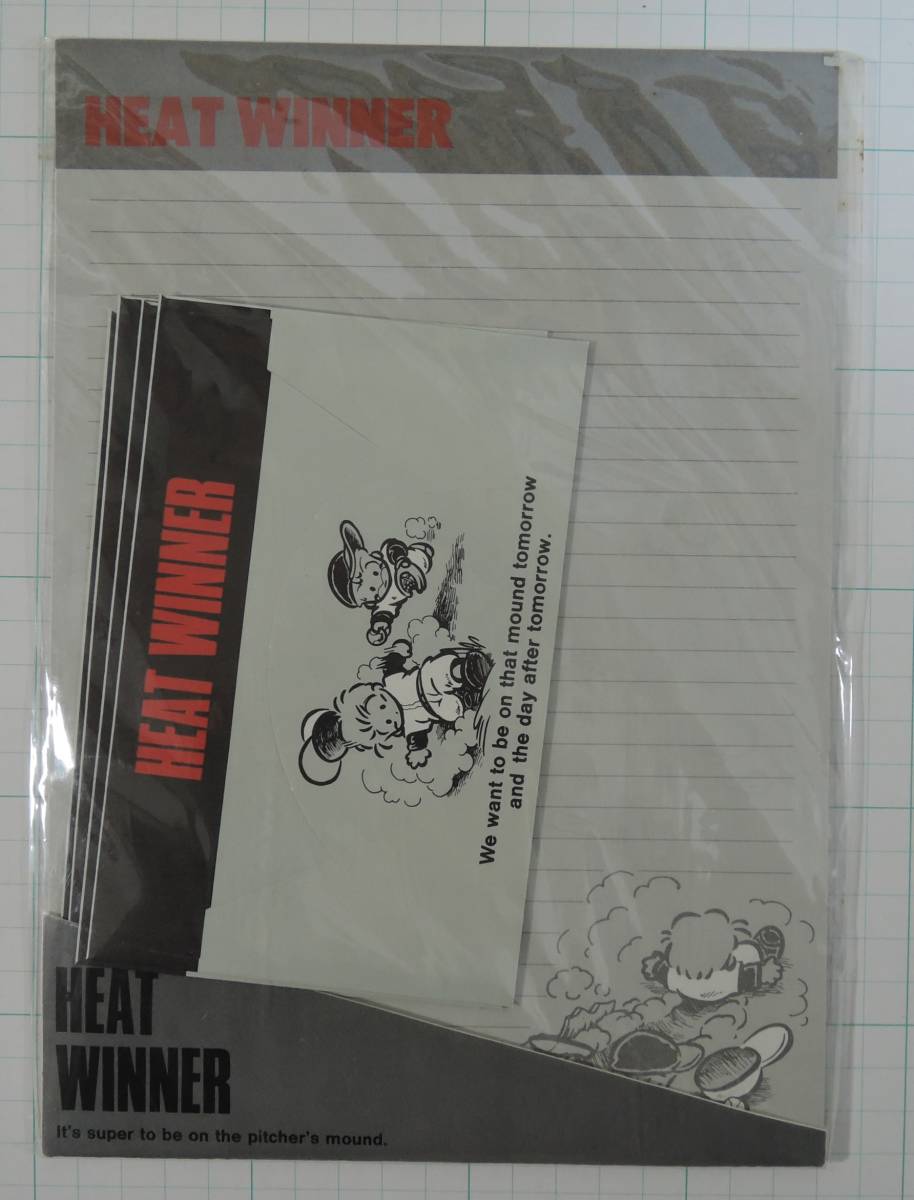 HEAT WINNER
HEAT WINNER
We want to be on that mound tomorrow
and the day after tomorrow.
HEAT
WINNER
It's super to be on the pitcher's mound.